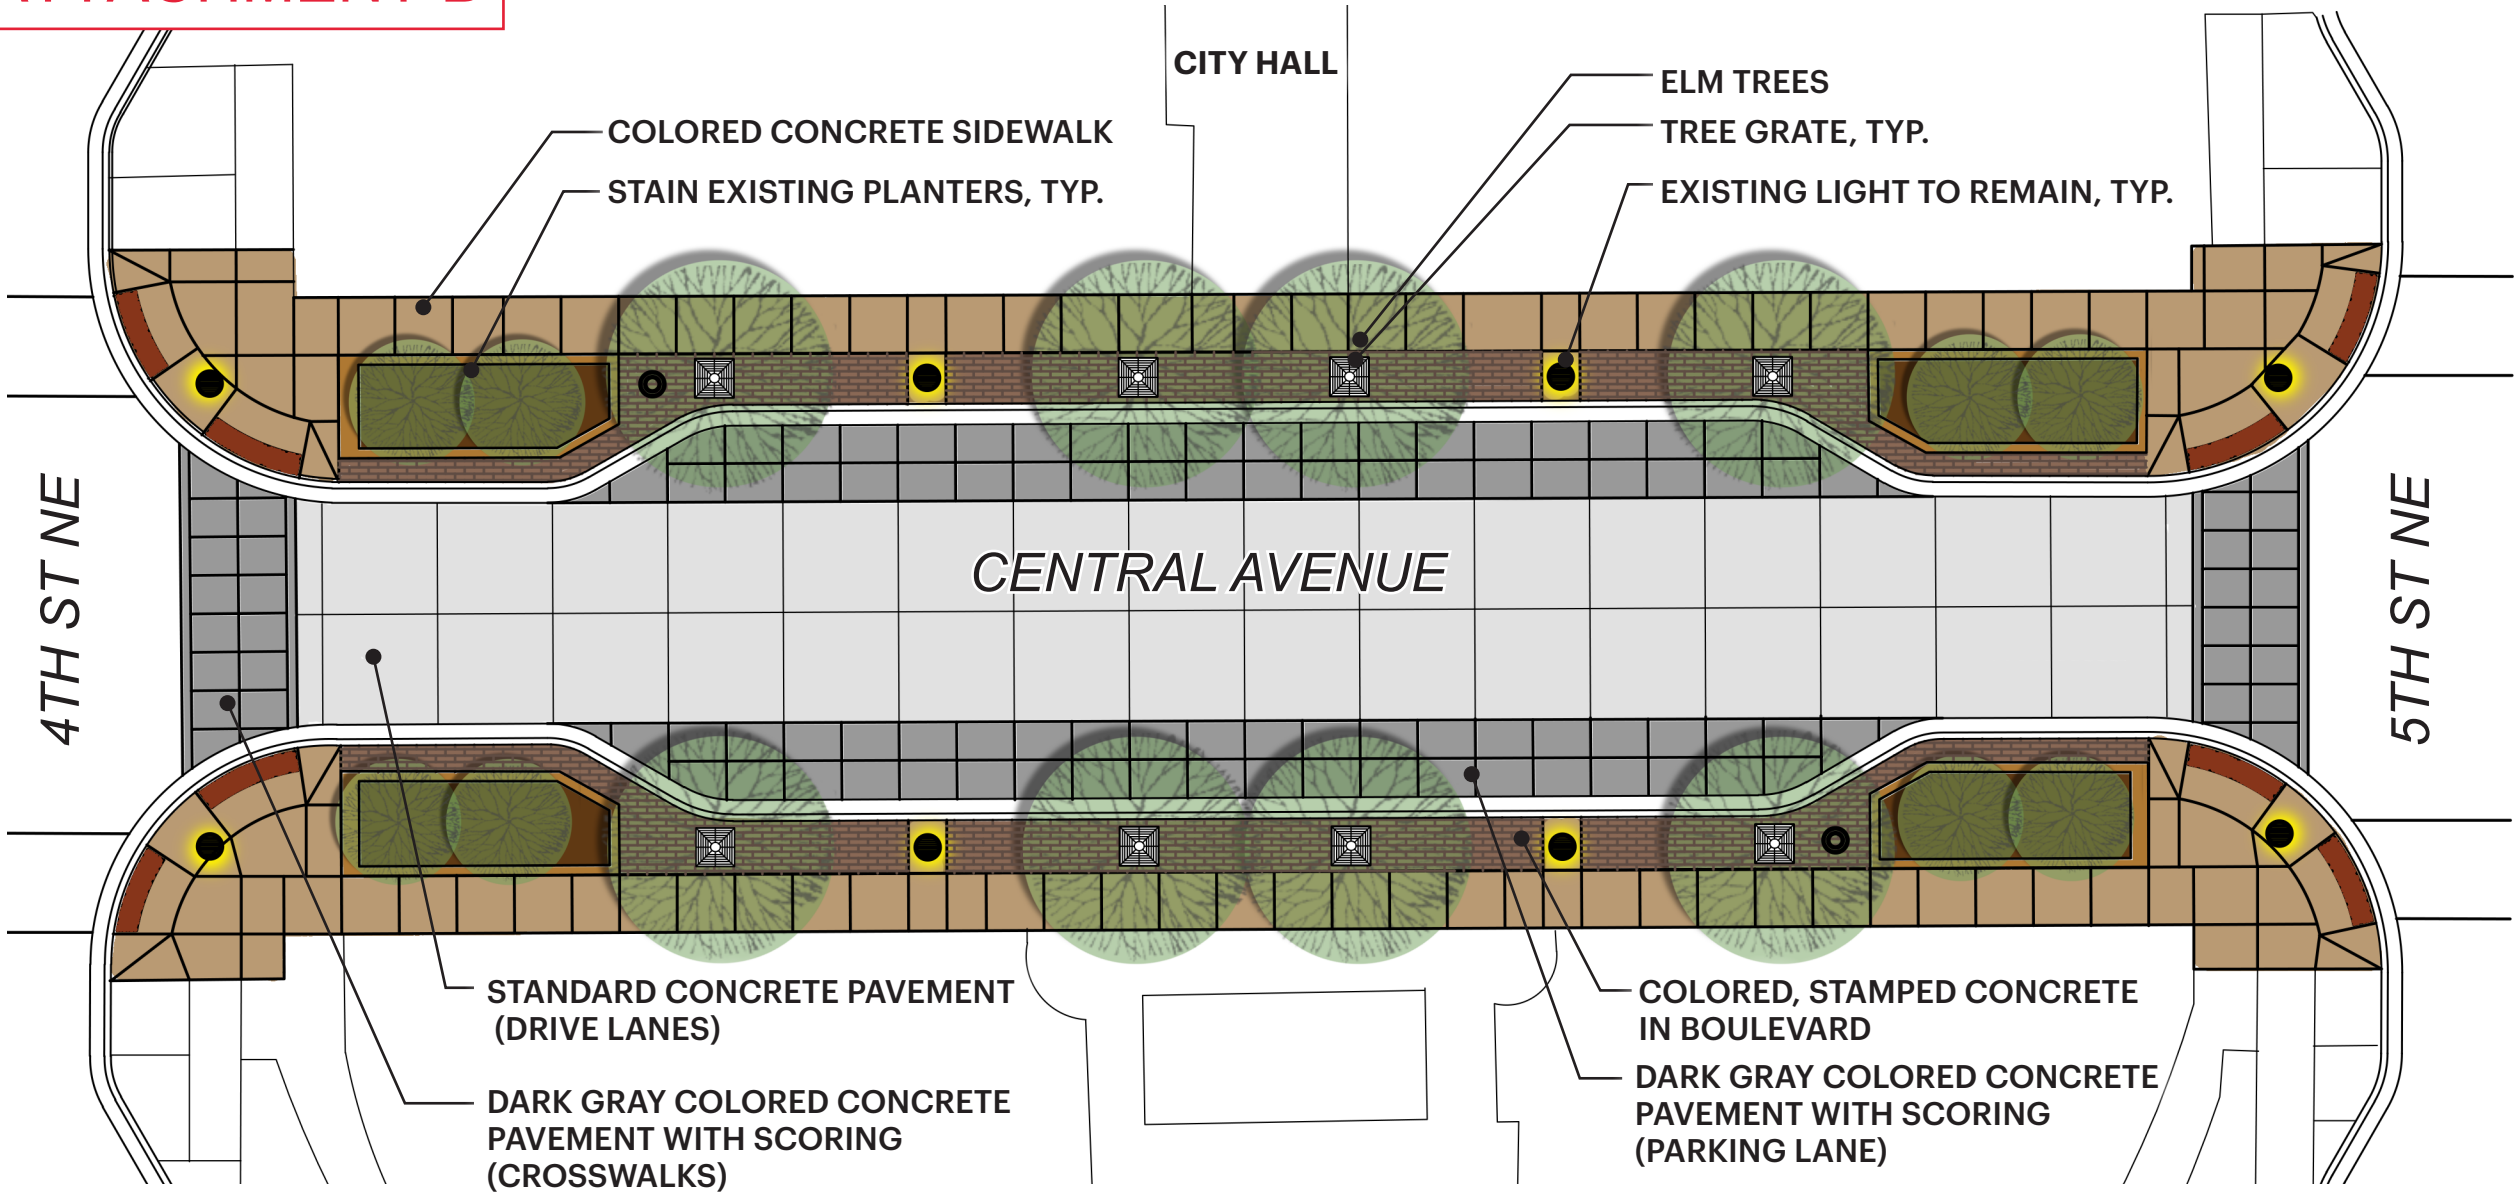 CITY HALL
ELM TREES
COLORED CONCRETE SIDEWALK
TREE GRATE, TYP.
STAIN EXISTING PLANTERS, TYP.
EXISTING LIGHT TO REMAIN, TYP.
4TH ST NE
CENTRAL AVENUE
5TH ST NE
STANDARD CONCRETE PAVEMENT
(DRIVE LANES)
COLORED, STAMPED CONCRETE
IN BOULEVARD
DARK GRAY COLORED CONCRETE
PAVEMENT WITH SCORING
(PARKING LANE)
DARK GRAY COLORED CONCRETE
PAVEMENT WITH SCORING
(CROSSWALKS)